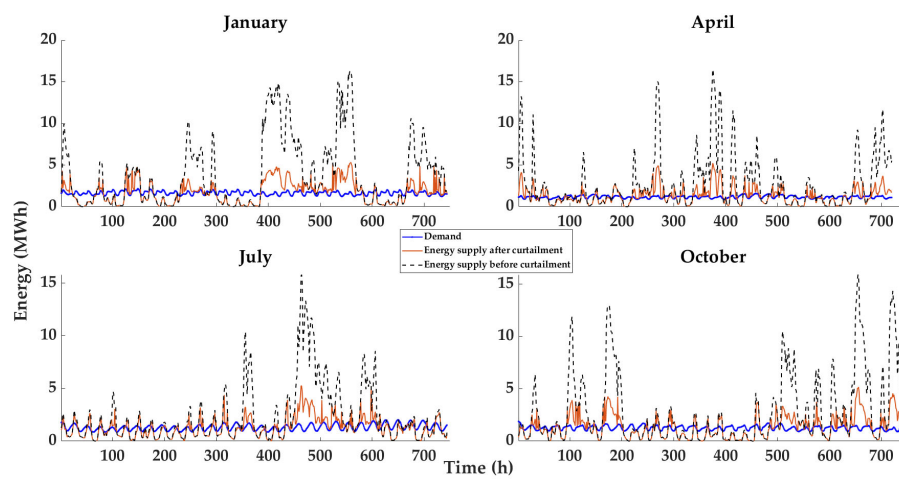 January
April
20
15
10
5
0
100 200 300 400 500 600 700
20
15
10
5
0
100 200 300 400 500 600 700
Demand
Energy supply after curtailment
Energy supply before curtailment
July
October
15
10
5
0
100 200 300 400 500 600 700
15
10
5
0
100 200 300 400 500 600 700
Energy (MWh)
Time (h)